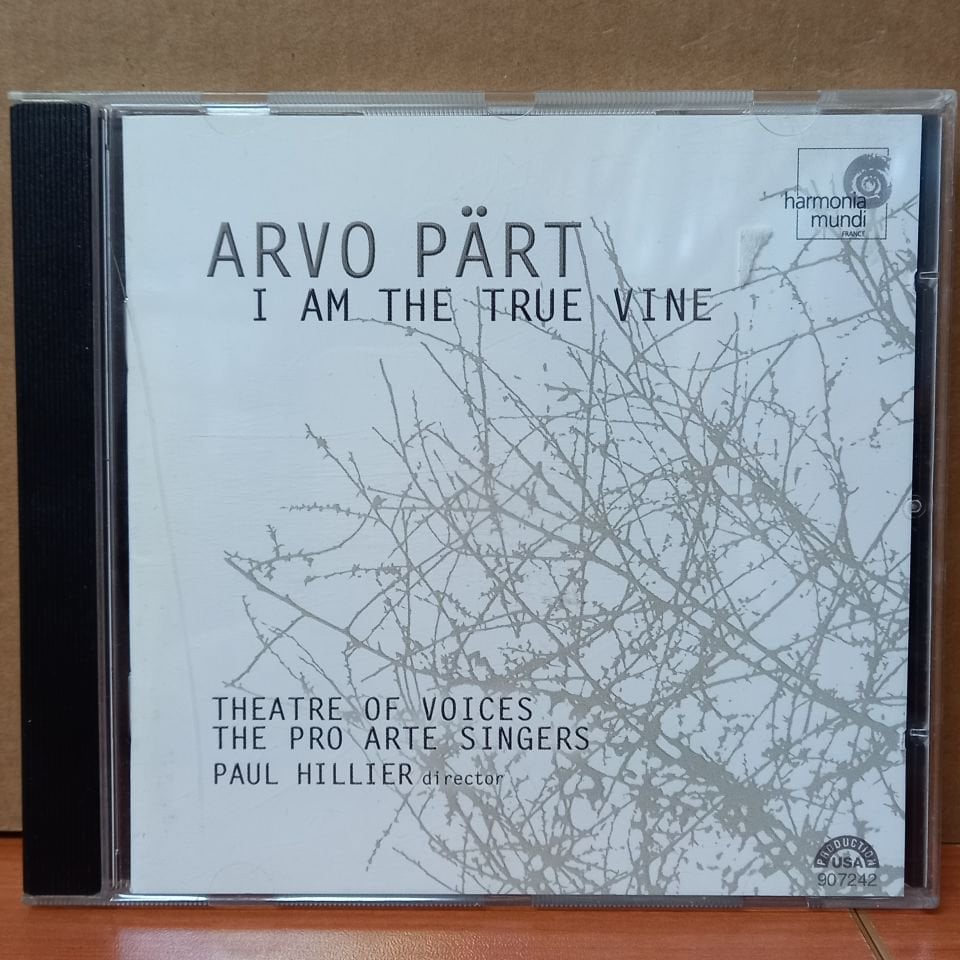 harmonia
mundi
FRANCE
ARVO PÄRT
I AM THE TRUE VINE
THEATRE OF VOICES
THE PRO ARTE SINGERS
PAUL HILLIER director
PRODUCTION
USA
907242